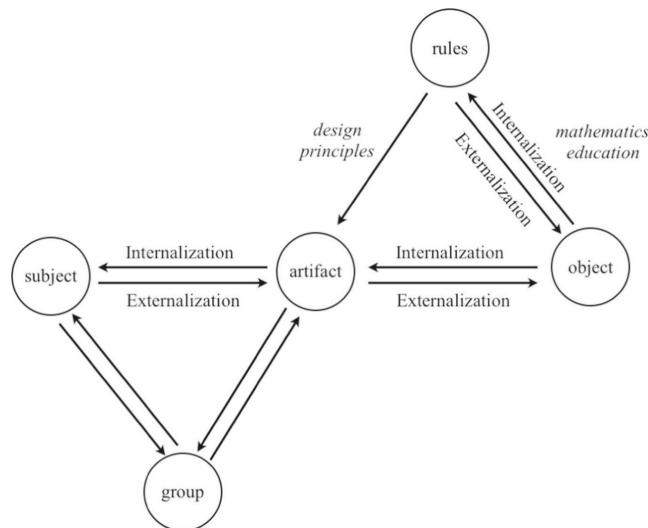 rules
design
principles
Internalization
Externalization
mathematics
education
subject
Internalization
Externalization
artifact
Internalization
Externalization
object
group